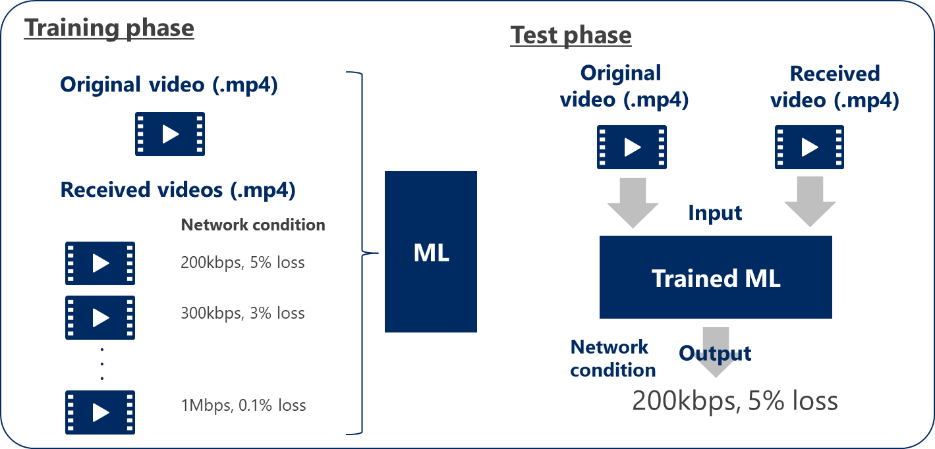 Training phase
Original video (.mp4)
Received videos (.mp4)
Network condition
200kbps, 5% loss
300kbps, 3% loss
1Mbps, 0.1% loss
ML
Test phase
Original
video (.mp4)
Received
video (.mp4)
Input
Trained ML
Network
condition
Output
200kbps, 5% loss